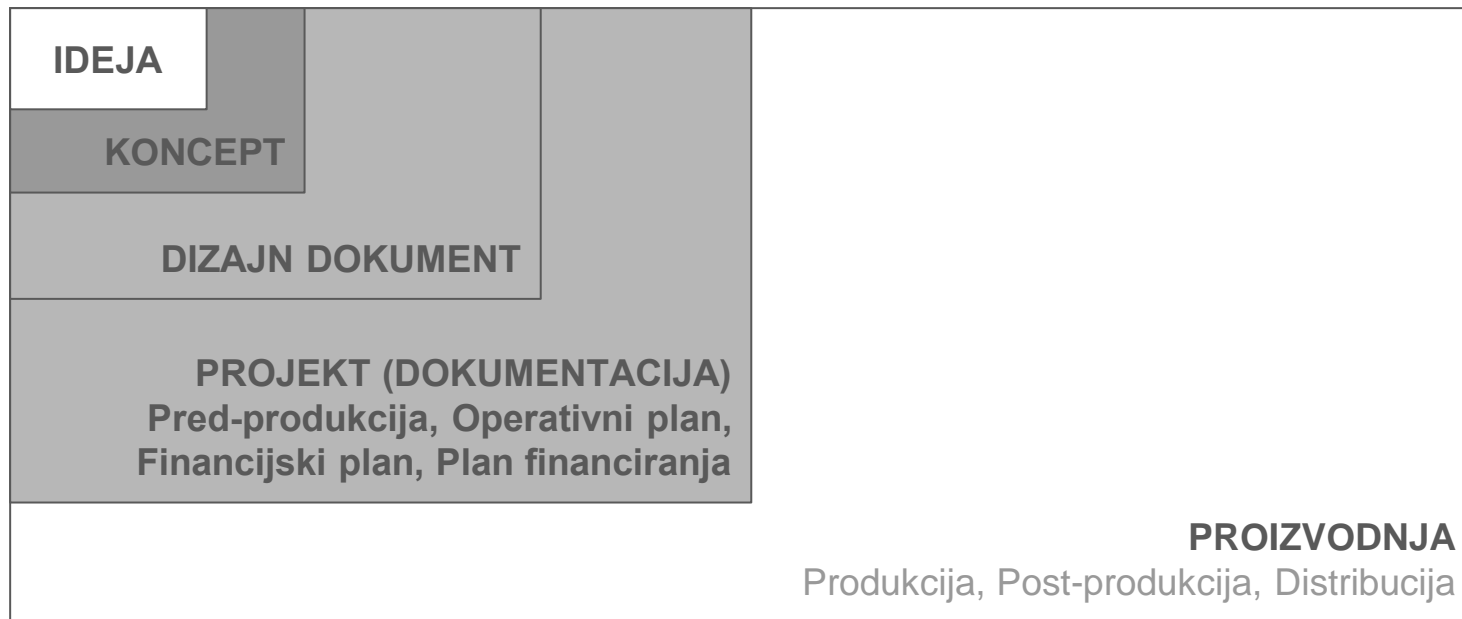 IDEJA
KONCEPT
DIZAJN DOKUMENT
PROJEKT (DOKUMENTACIJA)
Pred-produkcija, Operativni plan,
Financijski plan, Plan financiranja
PROIZVODNJA
Produkcija, Post-produkcija, Distribucija